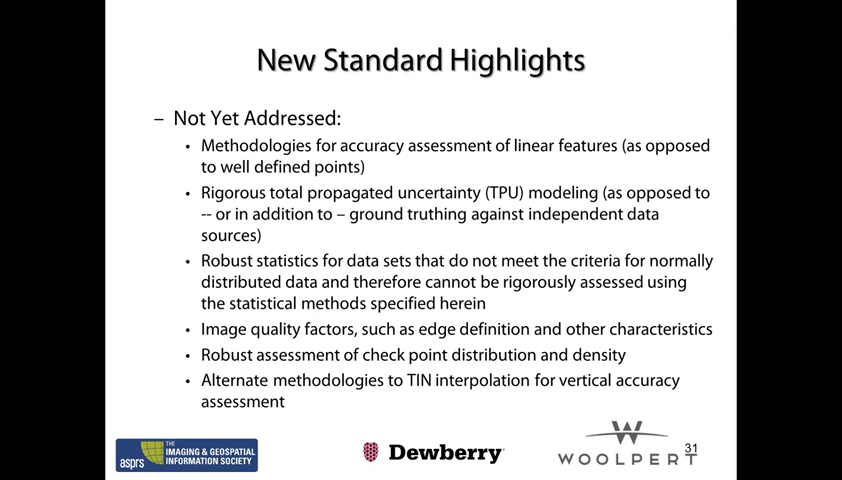 New Standard Highlights
– Not Yet Addressed:
• Methodologies for accuracy assessment of linear features (as opposed
to well defined points)
• Rigorous total propagated uncertainty (TPU) modeling (as opposed to
-- or in addition to – ground truthing against independent data
sources)
• Robust statistics for data sets that do not meet the criteria for normally
distributed data and therefore cannot be rigorously assessed using
the statistical methods specified herein
• Image quality factors, such as edge definition and other characteristics
• Robust assessment of check point distribution and density
• Alternate methodologies to TIN interpolation for vertical accuracy
assessment
asprs
THE
IMAGING & GEOSPATIAL
INFORMATION SOCIETY
Dewberry
WOOLPERT
31